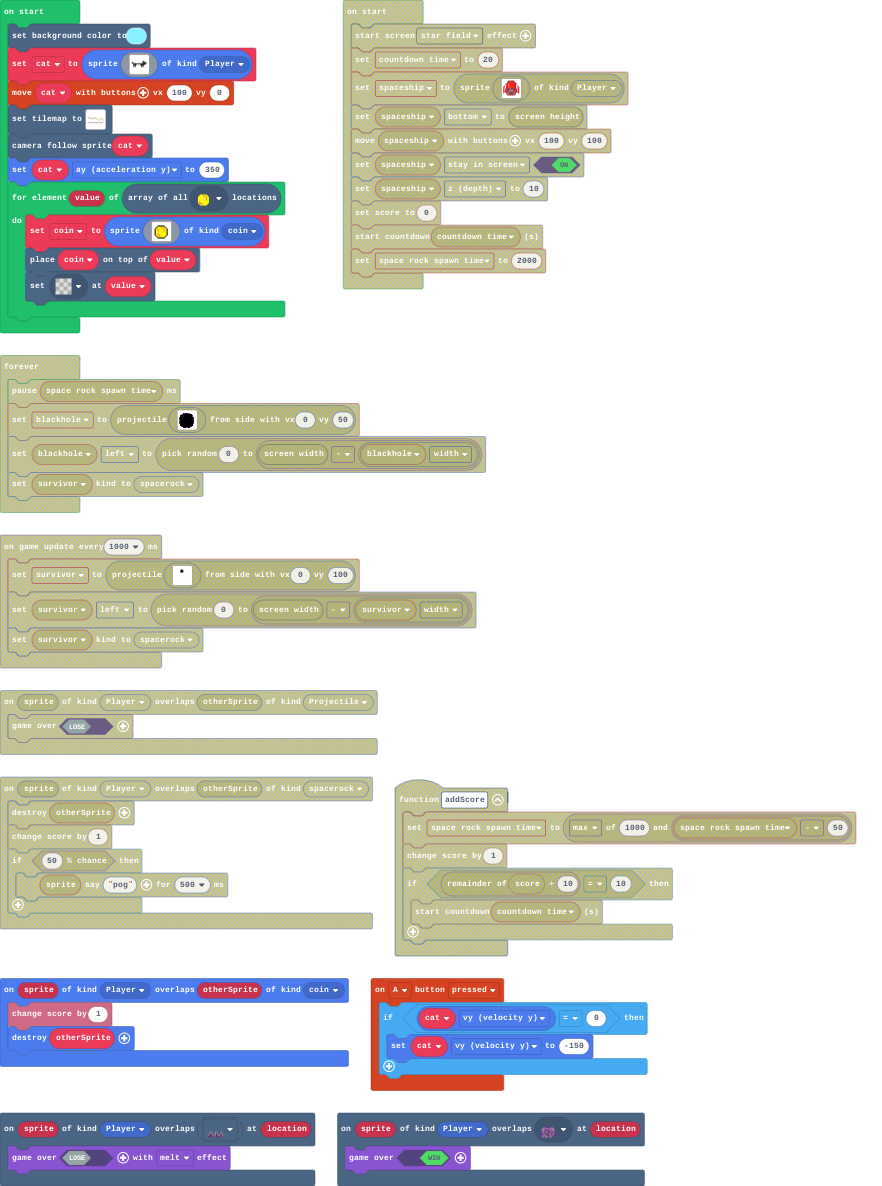 on start
set background color to
set cat to sprite of kind Player
move cat with buttons vx 100 vy 0
set tilemap to
camera follow sprite cat
set cat ay (acceleration y) to 350
for element value of array of all locations
do
set coin to sprite of kind coin
place coin on top of value
set at value
on start
start screen star field effect
set countdown time to 20
set spaceship to sprite of kind Player
set spaceship bottom to screen height
move spaceship with buttons vx 100 vy 100
set spaceship stay in screen ON
set spaceship z (depth) to 10
set score to 0
start countdown countdown time (s)
set space rock spawn time to 2000
forever
pause space rock spawn time ms
set blackhole to projectile from side with vx 0 vy 50
set blackhole left to pick random 0 to screen width - blackhole width
set survivor kind to spacerock
on game update every 1000 ms
set survivor to projectile from side with vx 0 vy 100
set survivor left to pick random 0 to screen width - survivor width
set survivor kind to spacerock
on sprite of kind Player overlaps otherSprite of kind Projectile
game over LOSE
on sprite of kind Player overlaps otherSprite of kind spacerock
destroy otherSprite
change score by 1
if 50 % chance then
sprite say "pog" for 500 ms
function addScore
set space rock spawn time to max of 1000 and space rock spawn time - 50
change score by 1
if remainder of score ÷ 10 = 10 then
start countdown countdown time (s)
on sprite of kind Player overlaps otherSprite of kind coin
change score by 1
destroy otherSprite
on A button pressed
if cat vy (velocity y) = 0 then
set cat vy (velocity y) to -150
on sprite of kind Player overlaps at location
game over LOSE with melt effect
on sprite of kind Player overlaps at location
game over WIN